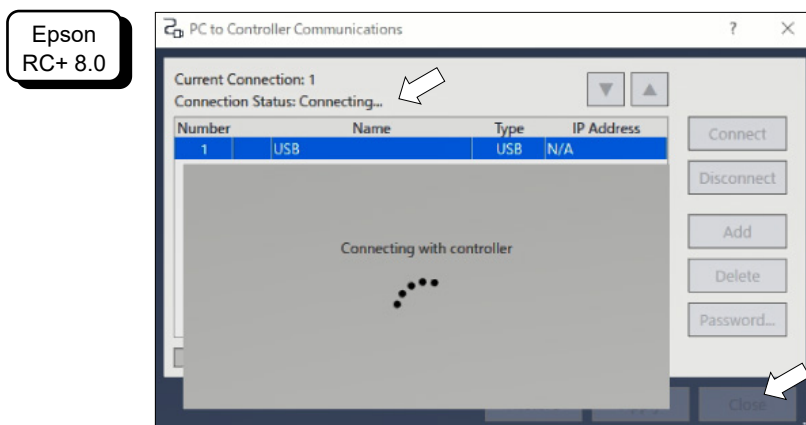 Epson
RC+ 8.0
PC to Controller Communications
?
Current Connection: 1
Connection Status: Connecting...
Number Name Type IP Address
1 USB USB N/A
Connect
Disconnect
Add
Delete
Password...
Connecting with controller
Close